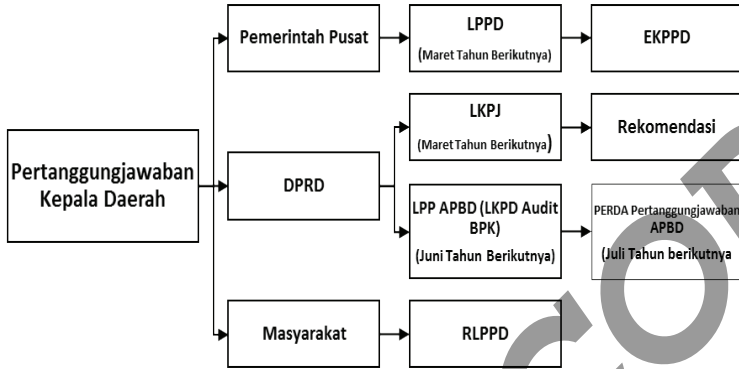 Pertanggungjawaban
Kepala Daerah
Pemerintah Pusat
LPPD
(Maret Tahun Berikutnya)
EKPPD
DPRD
LKPJ
(Maret Tahun Berikutnya)
Rekomendasi
LPP APBD (LKPD Audit
BPK)
(Juni Tahun Berikutnya)
PERDA Pertanggungjawaban
APBD
(Juli Tahun berikutnya
Masyarakat
RLPPD